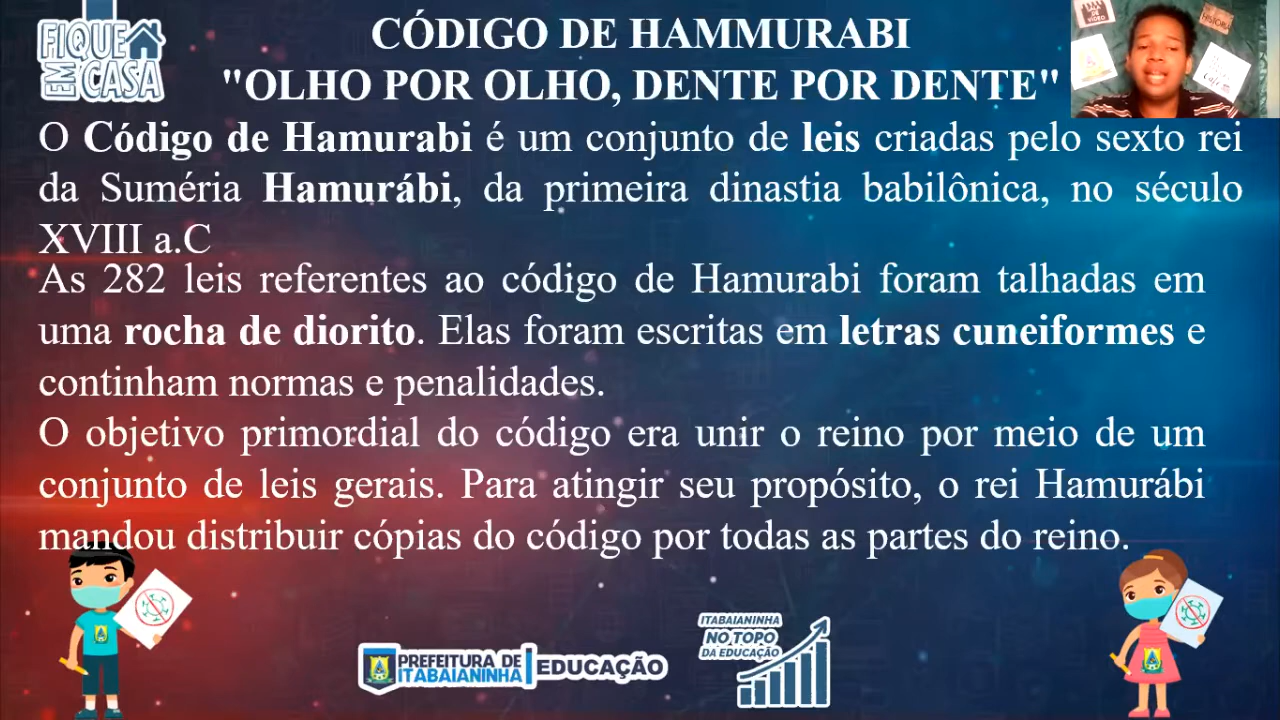 FIQUE
EM
CASA
CÓDIGO DE HAMMURABI
"OLHO POR OLHO, DENTE POR DENTE"
HISTÓRIA
O Código de Hamurabi é um conjunto de leis criadas pelo sexto rei
da Suméria Hamurábi, da primeira dinastia babilônica, no século
XVIII a.C
As 282 leis referentes ao código de Hamurabi foram talhadas em
uma rocha de diorito. Elas foram escritas em letras cuneiformes e
continham normas e penalidades.
O objetivo primordial do código era unir o reino por meio de um
conjunto de leis gerais. Para atingir seu propósito, o rei Hamurábi
mandou distribuir cópias do código por todas as partes do reino.
PREFEITURA DE
ITABAIANINHA
EDUCAÇÃO
ITABAIANINHA
NO TOPO
DA EDUCAÇÃO